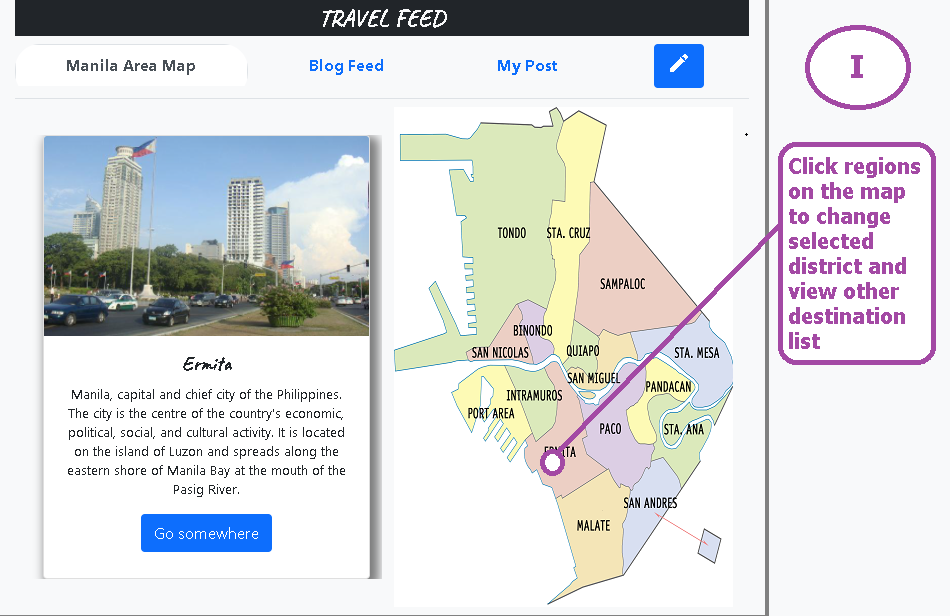 TRAVEL FEED
Manila Area Map
Blog Feed
My Post
I
Click regions
on the map
to change
selected
district and
view other
destination
list
Ermita
Manila, capital and chief city of the Philippines.
The city is the centre of the country's economic,
political, social, and cultural activity. It is located
on the island of Luzon and spreads along the
eastern shore of Manila Bay at the mouth of the
Pasig River.
Go somewhere
TONDO
STA. CRUZ
SAMPALOC
BINONDO
SAN NICOLAS
QUIAPO
STA. MESA
SAN MIGUEL
PANDACAN
INTRAMUROS
PORT AREA
PACO
STA. ANA
ERMITA
SAN ANDRES
MALATE